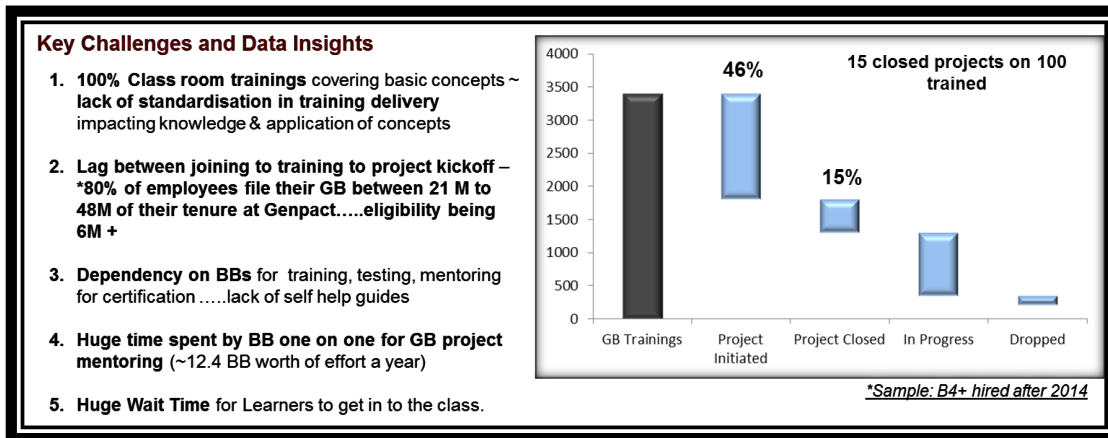 Key Challenges and Data Insights
1. 100% Class room trainings covering basic concepts ~
lack of standardisation in training delivery
impacting knowledge & application of concepts
2. Lag between joining to training to project kickoff –
*80% of employees file their GB between 21 M to
48M of their tenure at Genpact…..eligibility being
6M +
3. Dependency on BBs for training, testing, mentoring
for certification …..lack of self help guides
4. Huge time spent by BB one on one for GB project
mentoring (~12.4 BB worth of effort a year)
5. Huge Wait Time for Learners to get in to the class.
15 closed projects on 100
trained
46%
15%
4000
3500
3000
2500
2000
1500
1000
500
0
GB Trainings
Project
Initiated
Project Closed
In Progress
Dropped
*Sample: B4+ hired after 2014